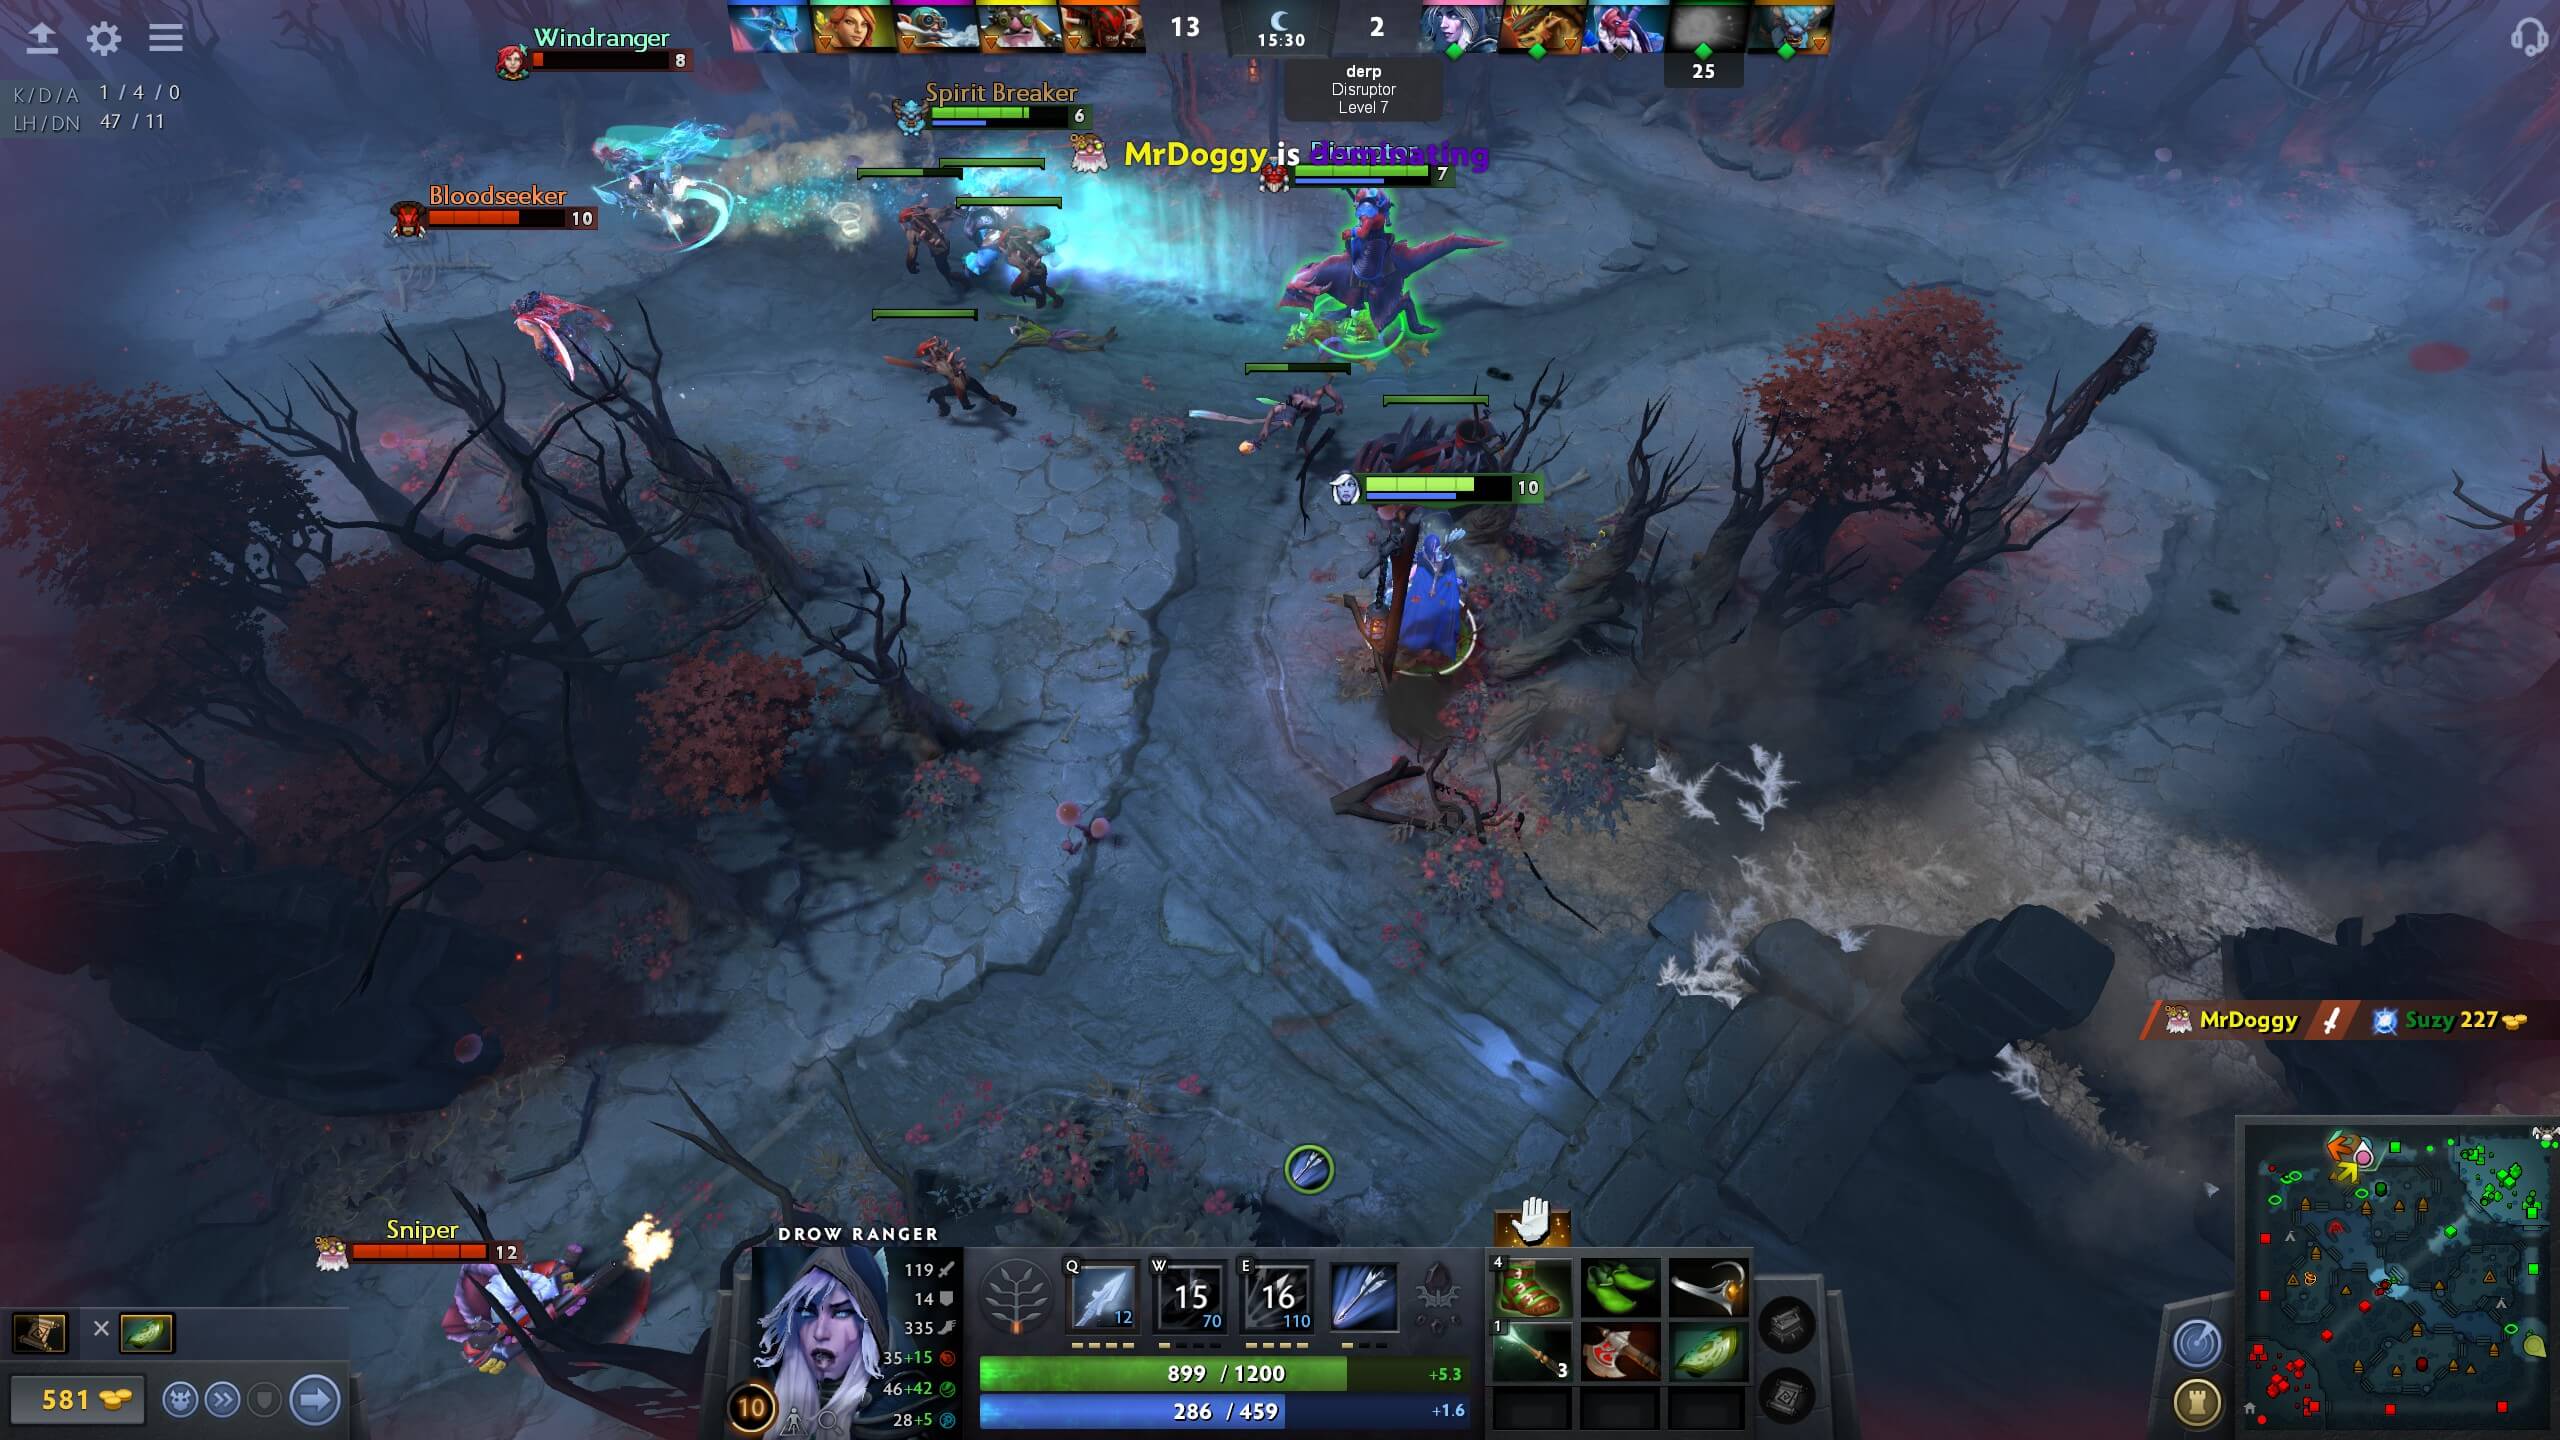 13
15:30
2
25
derp
Disruptor
Level 7
K/D/A 1 / 4 / 0
LH/DN 47 / 11
Windranger
8
Spirit Breaker
6
MrDoggy is dominating
Disruptor
7
Bloodseeker
10
10
MrDoggy Suzy 227
Sniper
12
DROW RANGER
119
14
335
35+15
46+42
28+5
10
Q
12
W
15
70
E
16
110
899 / 1200
+5.3
286 / 459
+1.6
4
1
3
581